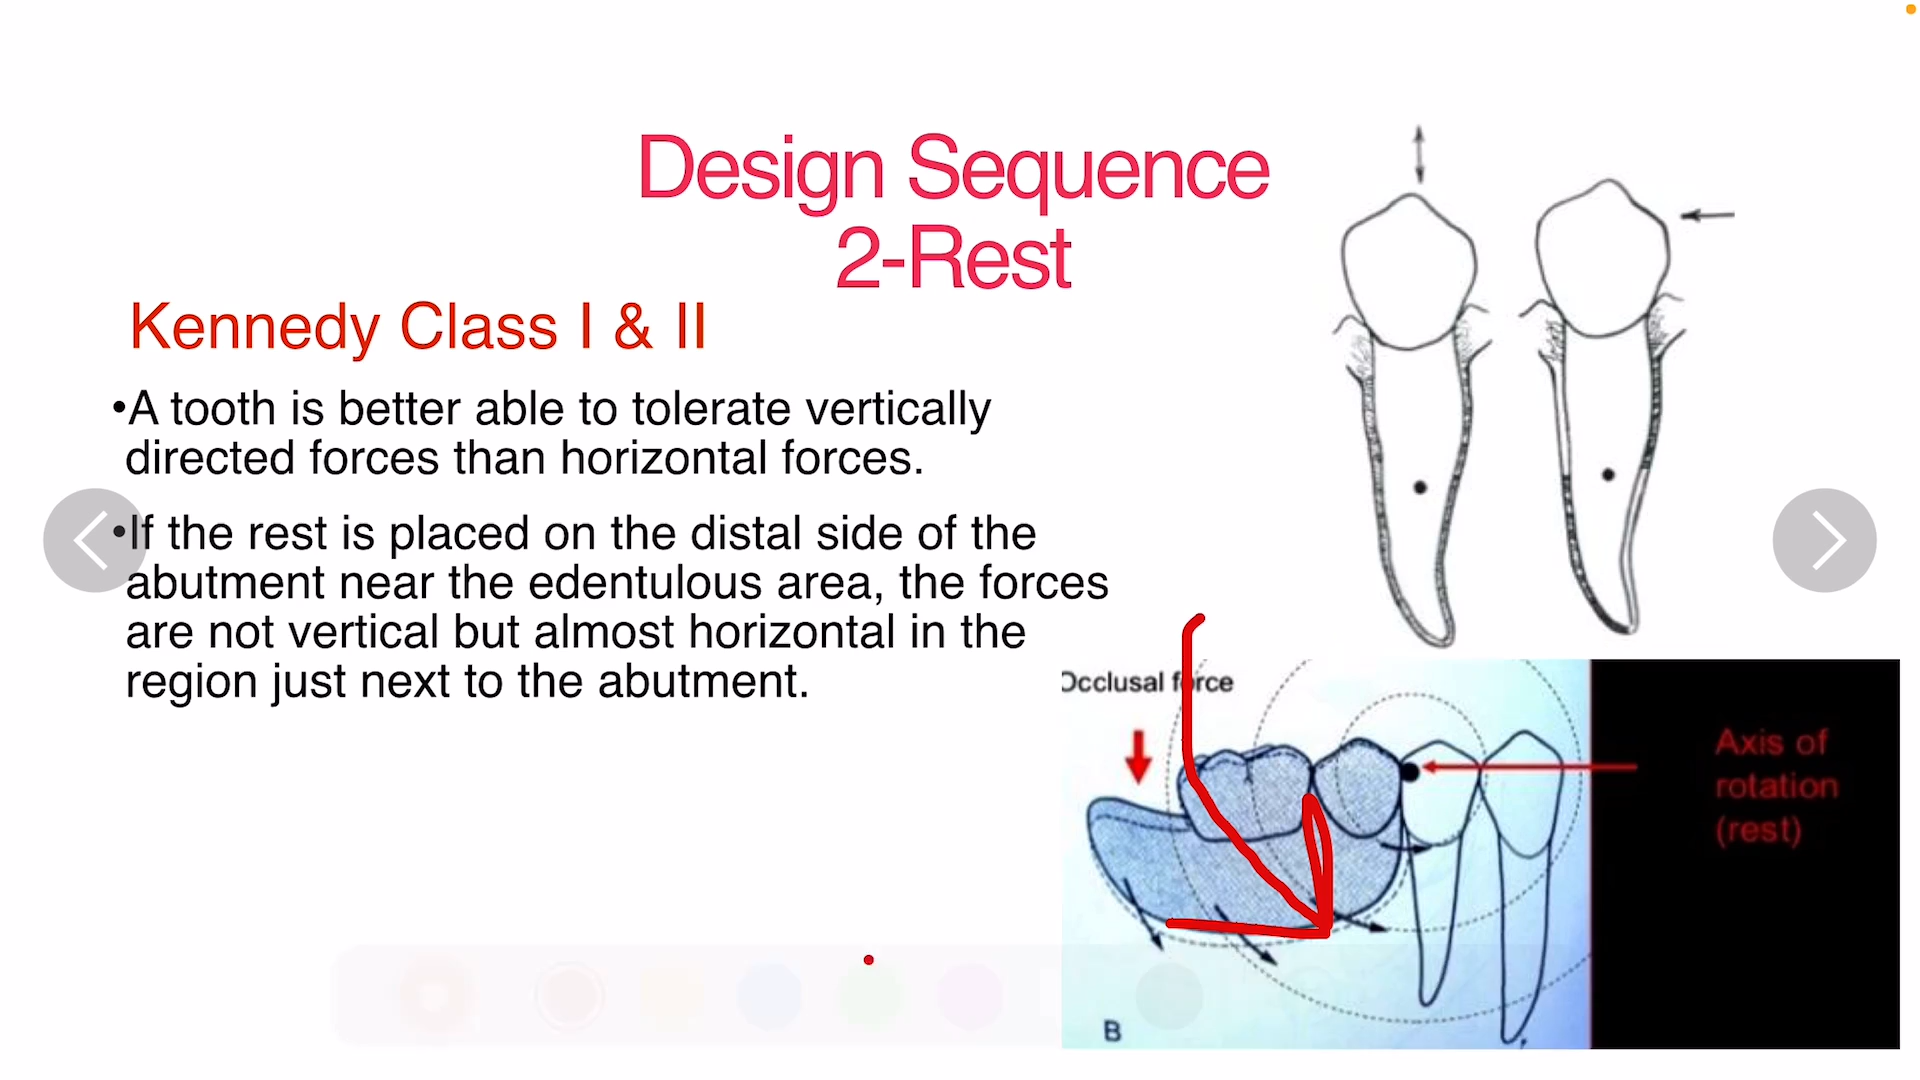 Design Sequence
2-Rest
Kennedy Class I & II
•A tooth is better able to tolerate vertically
directed forces than horizontal forces.
•If the rest is placed on the distal side of the
abutment near the edentulous area, the forces
are not vertical but almost horizontal in the
region just next to the abutment.
Occlusal force
Axis of
rotation
(rest)
B